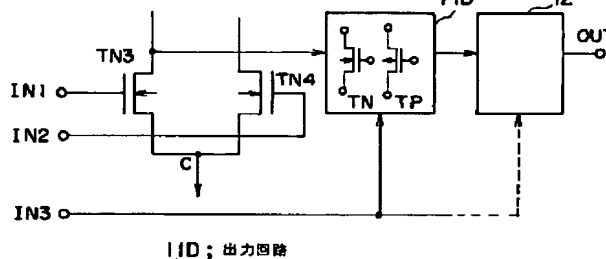 11D
12
TN3
TN4
OUT
IN1
TN
TP
IN2
C
IN3
11D; 出力回路